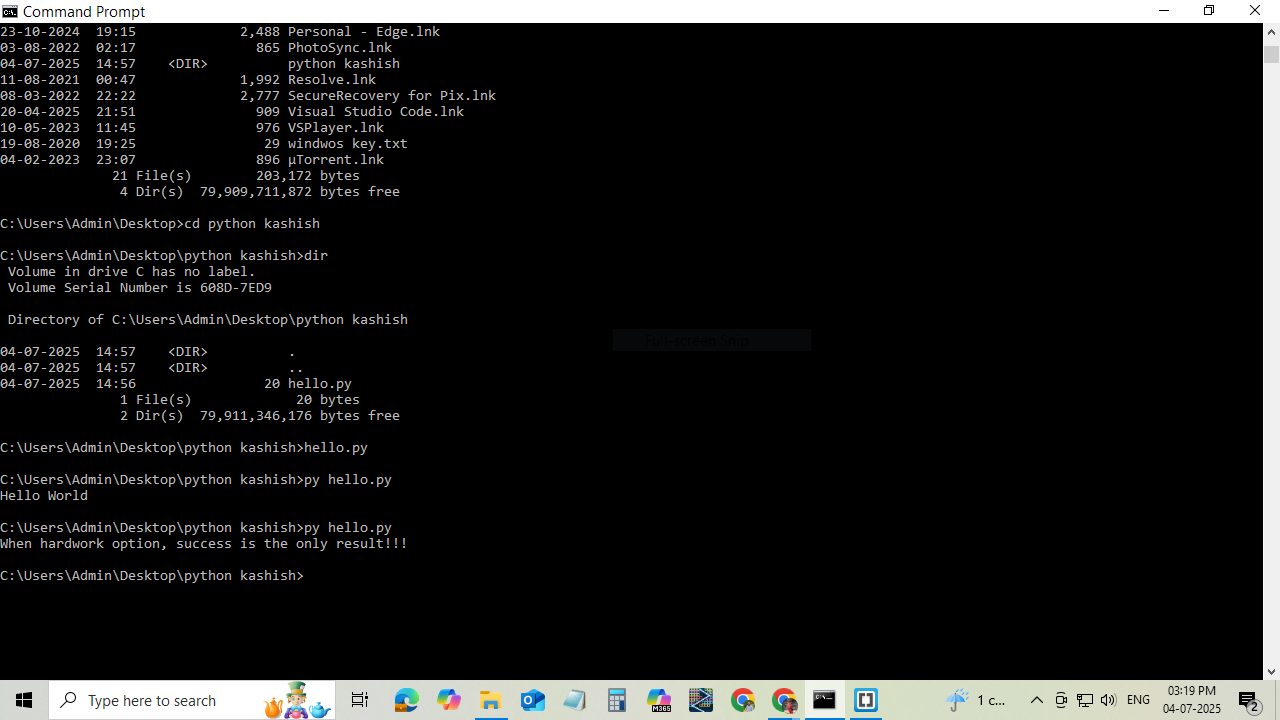 Command Prompt
23-10-2024  19:15             2,488 Personal - Edge.lnk
03-08-2022  02:17               865 PhotoSync.lnk
04-07-2025  14:57    <DIR>          python kashish
11-08-2021  00:47             1,992 Resolve.lnk
08-03-2022  22:22             2,777 SecureRecovery for Pix.lnk
20-04-2025  21:51               909 Visual Studio Code.lnk
10-05-2023  11:45               976 VSPlayer.lnk
19-08-2020  19:25                29 windwos key.txt
04-02-2023  23:07               896 µTorrent.lnk
              21 File(s)        203,172 bytes
               4 Dir(s)  79,909,711,872 bytes free
C:\Users\Admin\Desktop>cd python kashish
C:\Users\Admin\Desktop\python kashish>dir
 Volume in drive C has no label.
 Volume Serial Number is 608D-7ED9
 Directory of C:\Users\Admin\Desktop\python kashish
Full-screen Snip
04-07-2025  14:57    <DIR>          .
04-07-2025  14:57    <DIR>          ..
04-07-2025  14:56                20 hello.py
               1 File(s)             20 bytes
               2 Dir(s)  79,911,346,176 bytes free
C:\Users\Admin\Desktop\python kashish>hello.py
C:\Users\Admin\Desktop\python kashish>py hello.py
Hello World
C:\Users\Admin\Desktop\python kashish>py hello.py
When hardwork option, success is the only result!!!
C:\Users\Admin\Desktop\python kashish>
Type here to search
M365
1 c...
ENG
03:19 PM
04-07-2025
2